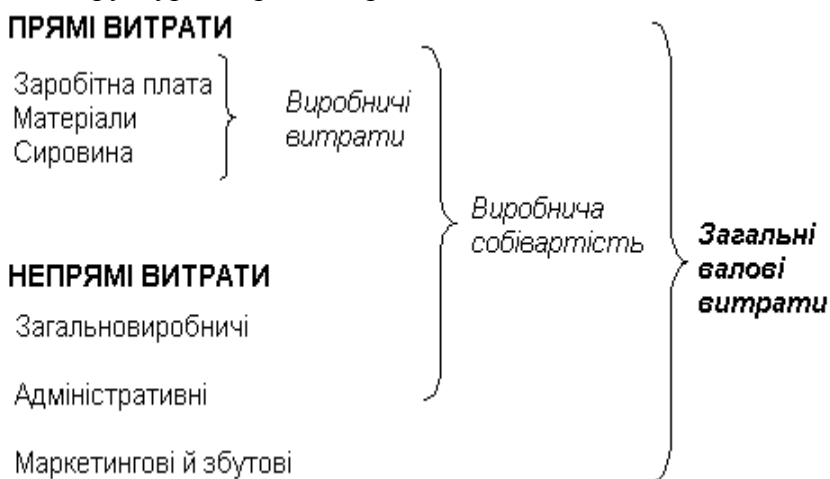 ПРЯМІ ВИТРАТИ
Заробітна плата
Матеріали
Сировина
Виробничі
витрати
Виробнича
собівартість
Загальні
валові
витрати
НЕПРЯМІ ВИТРАТИ
Загальновиробничі
Адміністративні
Маркетингові й збутові